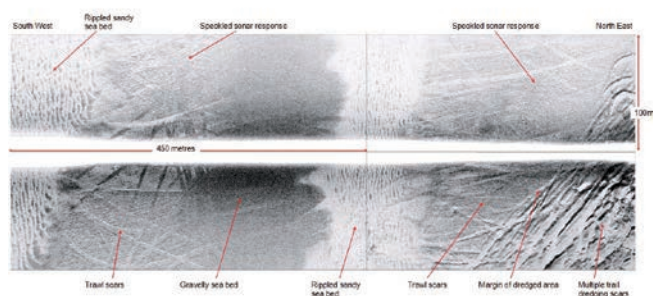 South West
Rippled sandy
sea bed
Speckled sonar response
Speckled sonar response
North East
100m
450 metres
Trawl scars
Gravelly sea bed
Rippled sandy
sea bed
Trawl scars
Margin of dredged area
Multiple trail
dredging scars